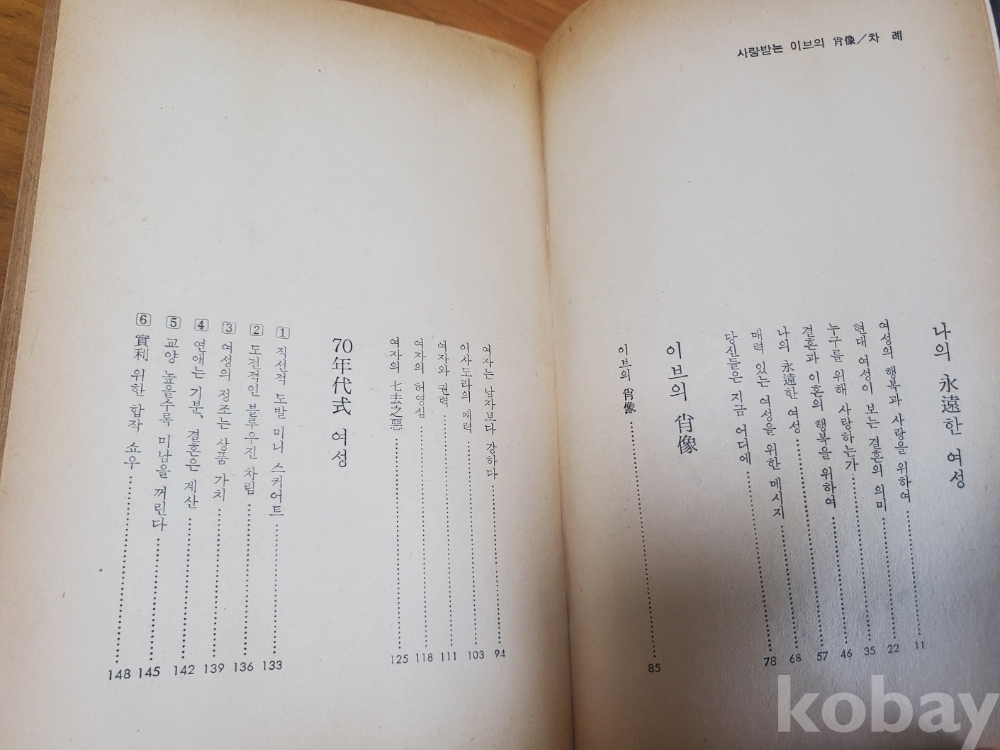 사랑받는 이브의 肖像／차 례
나의 永遠한 여성
여성의 행복과 사랑을 위하여 11
현대 여성이 보는 결혼의 의미 22
누구를 위해 사랑하는가 35
결혼과 이혼의 행복을 위하여 46
나의 永遠한 여성 57
매력 있는 여성을 위한 메시지 68
당신들은 지금 어디에 78
이브의 肖像
이브의 肖像 85
여자는 남자보다 강하다 94
이사도라의 매력 103
여자와 권력 111
여자의 허영심 118
여자의 七去之惡 125
70年代式 여성
1 직선적 도발 미니 스키어트 133
2 도전적인 블루우진 차림 136
3 여성의 정조는 상품 가치 139
4 연애는 기분, 결혼은 계산 142
5 교양 높을수록 미남을 꺼린다 145
6 實利 위한 합작 쇼우 148
kobay